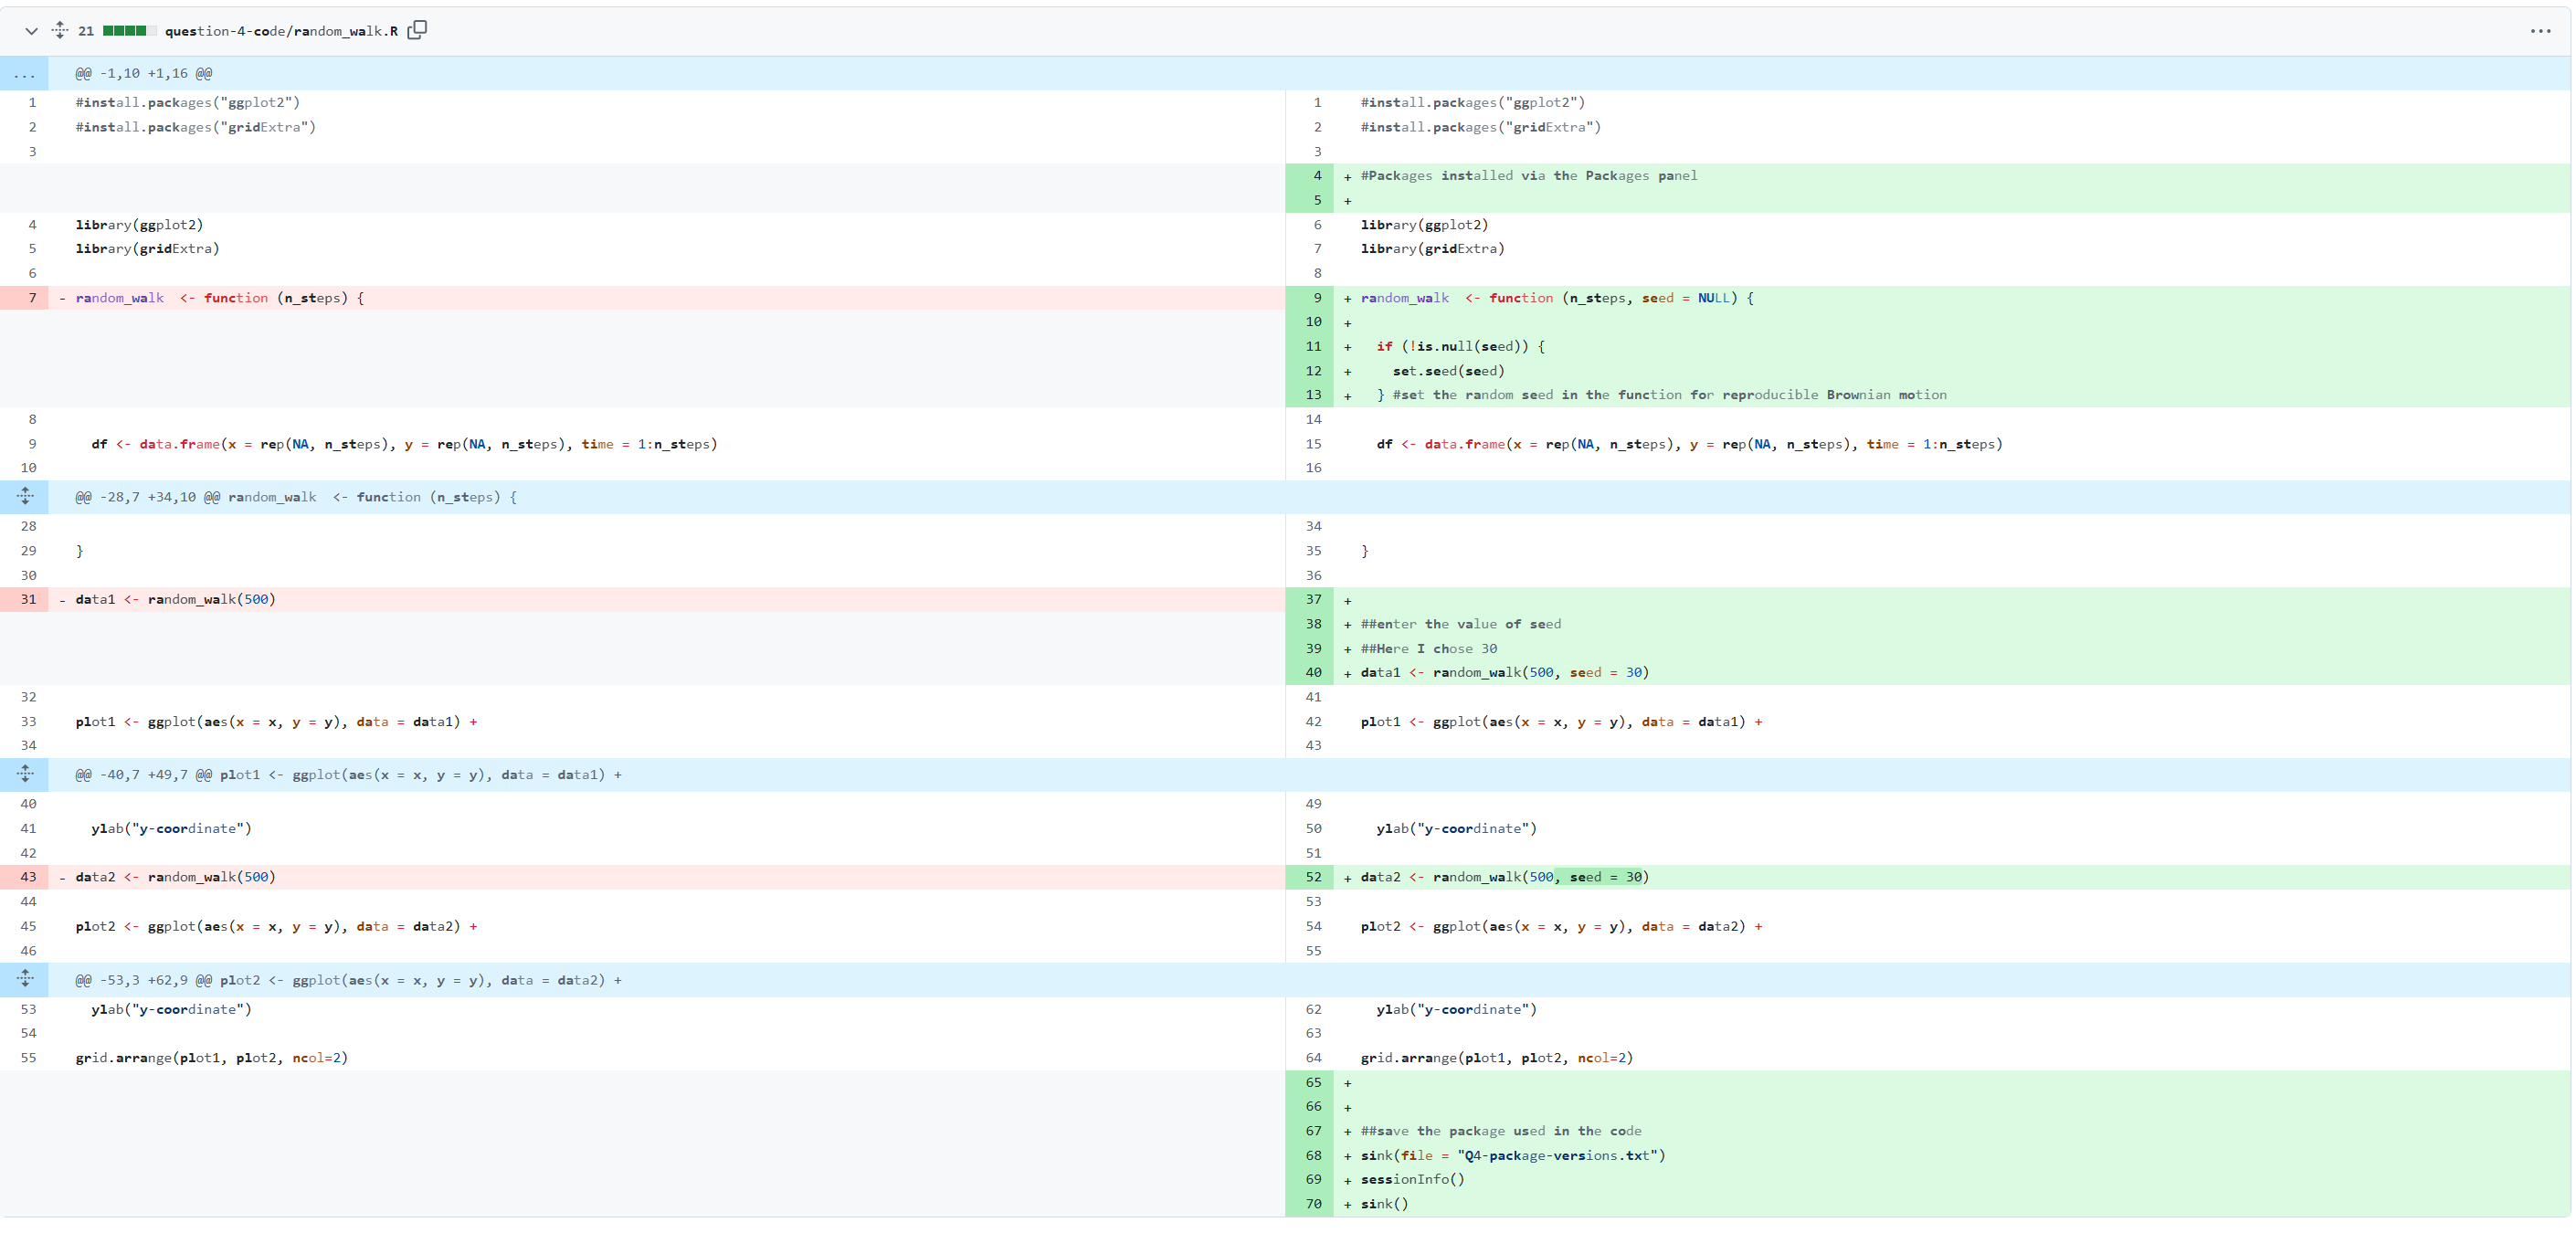 21 question-4-code/random_walk.R
@@ -1,10 +1,16 @@
1 #install.packages("ggplot2") 1 #install.packages("ggplot2")
2 #install.packages("gridExtra") 2 #install.packages("gridExtra")
3 3
4 + #Packages installed via the Packages panel
5 +
4 library(ggplot2) 6 library(ggplot2)
5 library(gridExtra) 7 library(gridExtra)
6 8
7 - random_walk  <- function (n_steps) { 9 + random_walk  <- function (n_steps, seed = NULL) {
10 +
11 +   if (!is.null(seed)) {
12 +     set.seed(seed)
13 +   } #set the random seed in the function for reproducible Brownian motion
8 14
9   df <- data.frame(x = rep(NA, n_steps), y = rep(NA, n_steps), time = 1:n_steps) 15   df <- data.frame(x = rep(NA, n_steps), y = rep(NA, n_steps), time = 1:n_steps)
10 16
@@ -28,7 +34,10 @@ random_walk  <- function (n_steps) {
28 34
29 } 35 }
30 36
31 - data1 <- random_walk(500) 37 +
38 + ##enter the value of seed
39 + ##Here I chose 30
40 + data1 <- random_walk(500, seed = 30)
32 41
33 plot1 <- ggplot(aes(x = x, y = y), data = data1) + 42 plot1 <- ggplot(aes(x = x, y = y), data = data1) +
34 43
@@ -40,7 +49,7 @@ plot1 <- ggplot(aes(x = x, y = y), data = data1) +
40 49
41   ylab("y-coordinate") 50   ylab("y-coordinate")
42 51
43 - data2 <- random_walk(500) 52 + data2 <- random_walk(500, seed = 30)
44 53
45 plot2 <- ggplot(aes(x = x, y = y), data = data2) + 54 plot2 <- ggplot(aes(x = x, y = y), data = data2) +
46 55
@@ -53,3 +62,9 @@ plot2 <- ggplot(aes(x = x, y = y), data = data2) +
53   ylab("y-coordinate") 62   ylab("y-coordinate")
54 63
55 grid.arrange(plot1, plot2, ncol=2) 64 grid.arrange(plot1, plot2, ncol=2)
65 +
66 +
67 + ##save the package used in the code
68 + sink(file = "Q4-package-versions.txt")
69 + sessionInfo()
70 + sink()